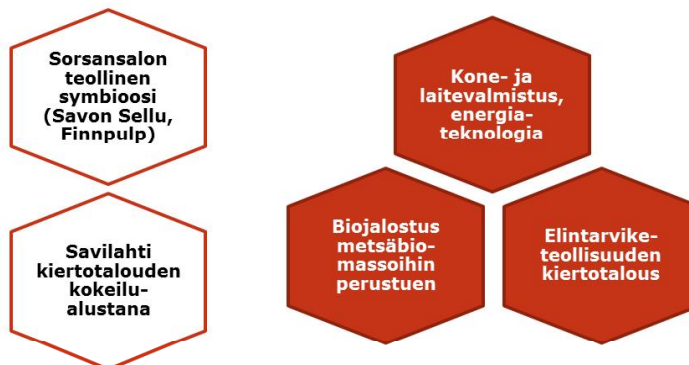 Sorsansalon
teollinen
symbioosi
(Savon Sellu,
Finnpulp)
Savilahti
kiertotalouden
kokeilu-
alustana
Kone- ja
laitevalmistus,
energia-
teknologia
Biojalostus
metsäbio-
massoihin
perustuen
Elintarvike-
teollisuuden
kiertotalous